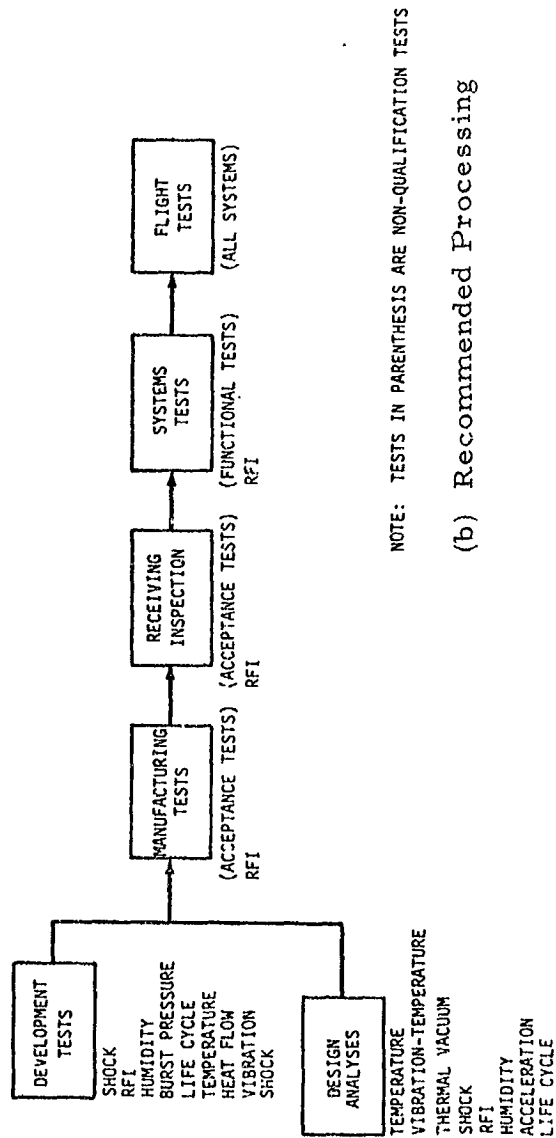 DEVELOPMENT
TESTS
SHOCK
RFI
HUMIDITY
BURST PRESSURE
LIFE CYCLE
TEMPERATURE
HEAT FLOW
VIBRATION
SHOCK
DESIGN
ANALYSES
TEMPERATURE
VIBRATION-TEMPERATURE
THERMAL VACUUM
SHOCK
RFI
HUMIDITY
ACCELERATION
LIFE CYCLE
MANUFACTURING
TESTS
(ACCEPTANCE TESTS)
RFI
RECEIVING
INSPECTION
(ACCEPTANCE TESTS)
RFI
SYSTEMS
TESTS
(FUNCTIONAL TESTS)
RFI
FLIGHT
TESTS
(ALL SYSTEMS)
NOTE: TESTS IN PARENTHESIS ARE NON-QUALIFICATION TESTS
(b) Recommended Processing